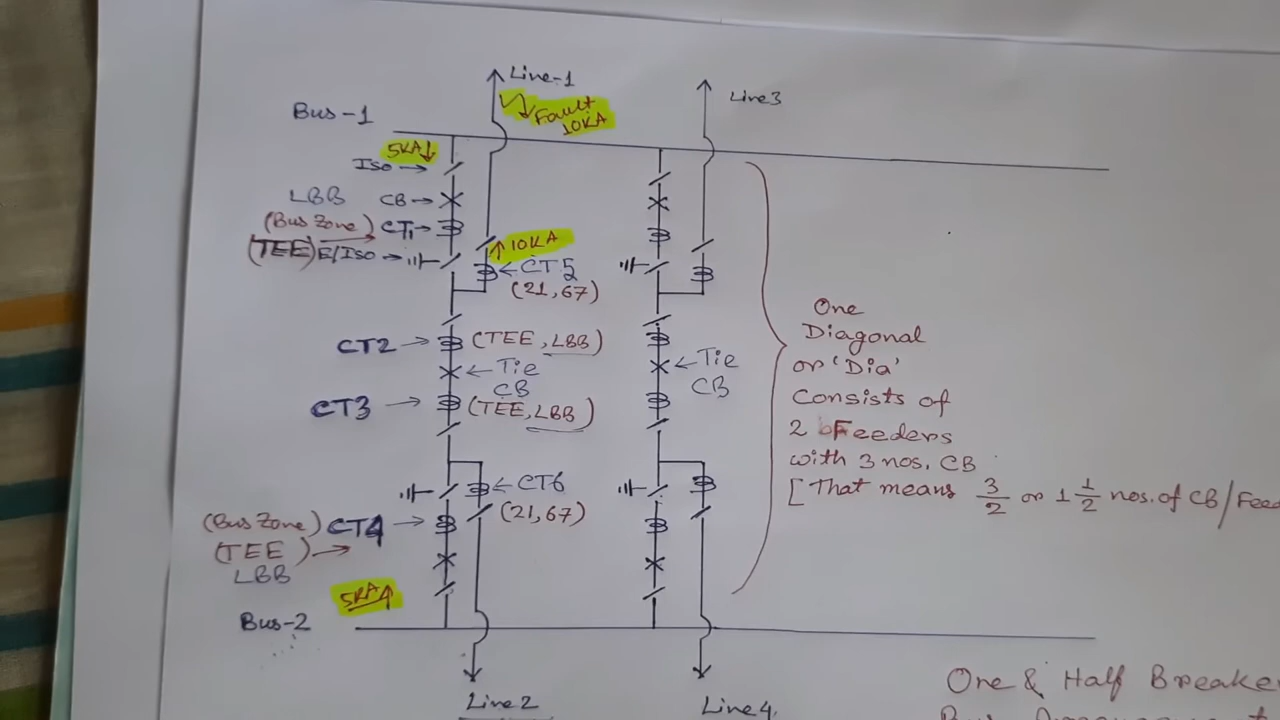 Line-1
Fault
10KA
Line3
Bus-1
5KA
Iso
LBB CB
(Bus Zone) CT1
(TEE) E/Iso
10KA
CT5
(21,67)
CT2 (TEE, LBB)
Tie
CB
CT3 (TEE, LBB)
Tie
CB
CT6
(21,67)
(Bus Zone) CT4
(TEE)
LBB
5KA
Bus-2
Line2
Line4
One
Diagonal
or 'Dia'
Consists of
2 Feeders
with 3 nos. CB
[That means 3/2 or 1 1/2 nos. of CB/Fee
One & Half Breake